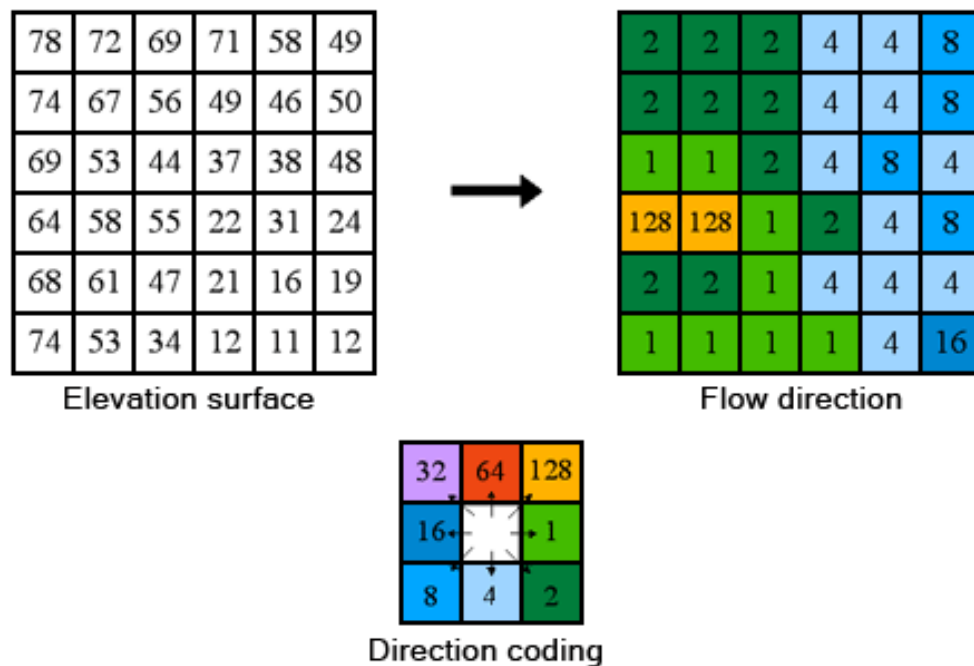 78 72 69 71 58 49
74 67 56 49 46 50
69 53 44 37 38 48
64 58 55 22 31 24
68 61 47 21 16 19
74 53 34 12 11 12
Elevation surface
2 2 2 4 4 8
2 2 2 4 4 8
1 1 2 4 8 4
128 128 1 2 4 8
2 2 1 4 4 4
1 1 1 1 4 16
Flow direction
32 64 128
16 1
8 4 2
Direction coding